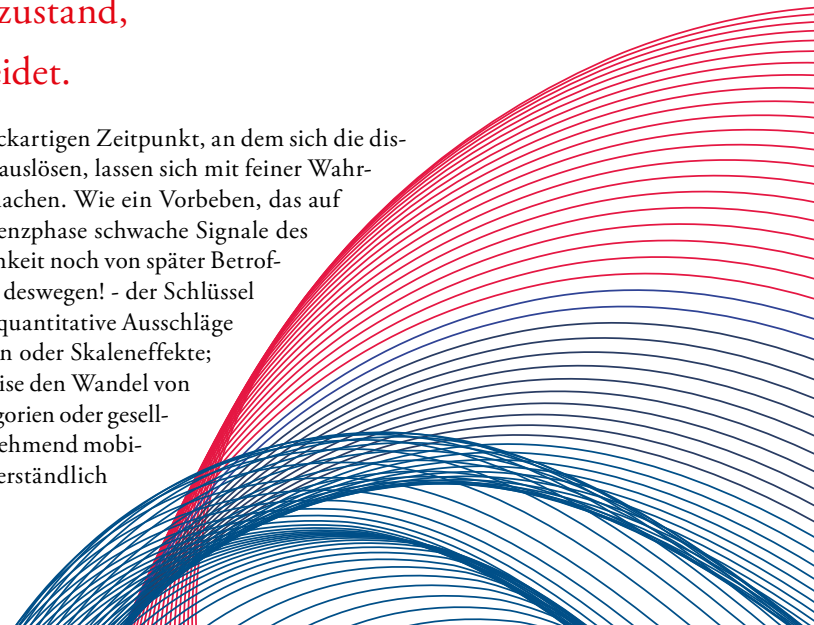 zustand,
eidet.
ckartigen Zeitpunkt, an dem sich die dis-
auslösen, lassen sich mit feiner Wahr-
achen. Wie ein Vorbeben, das auf
enzphase schwache Signale des
keit noch von später Betrof-
deswegen! - der Schlüssel
quantitative Ausschläge
n oder Skaleneffekte;
ise den Wandel von
gorien oder gesell-
ehmend mobi-
erständlich